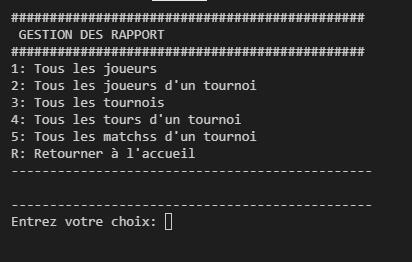 ##############################################
GESTION DES RAPPORT
##############################################
1: Tous les joueurs
2: Tous les joueurs d'un tournoi
3: Tous les tournois
4: Tous les tours d'un tournoi
5: Tous les matchss d'un tournoi
R: Retourner à l'accueil
-----------------------------------------------
-----------------------------------------------
Entrez votre choix: